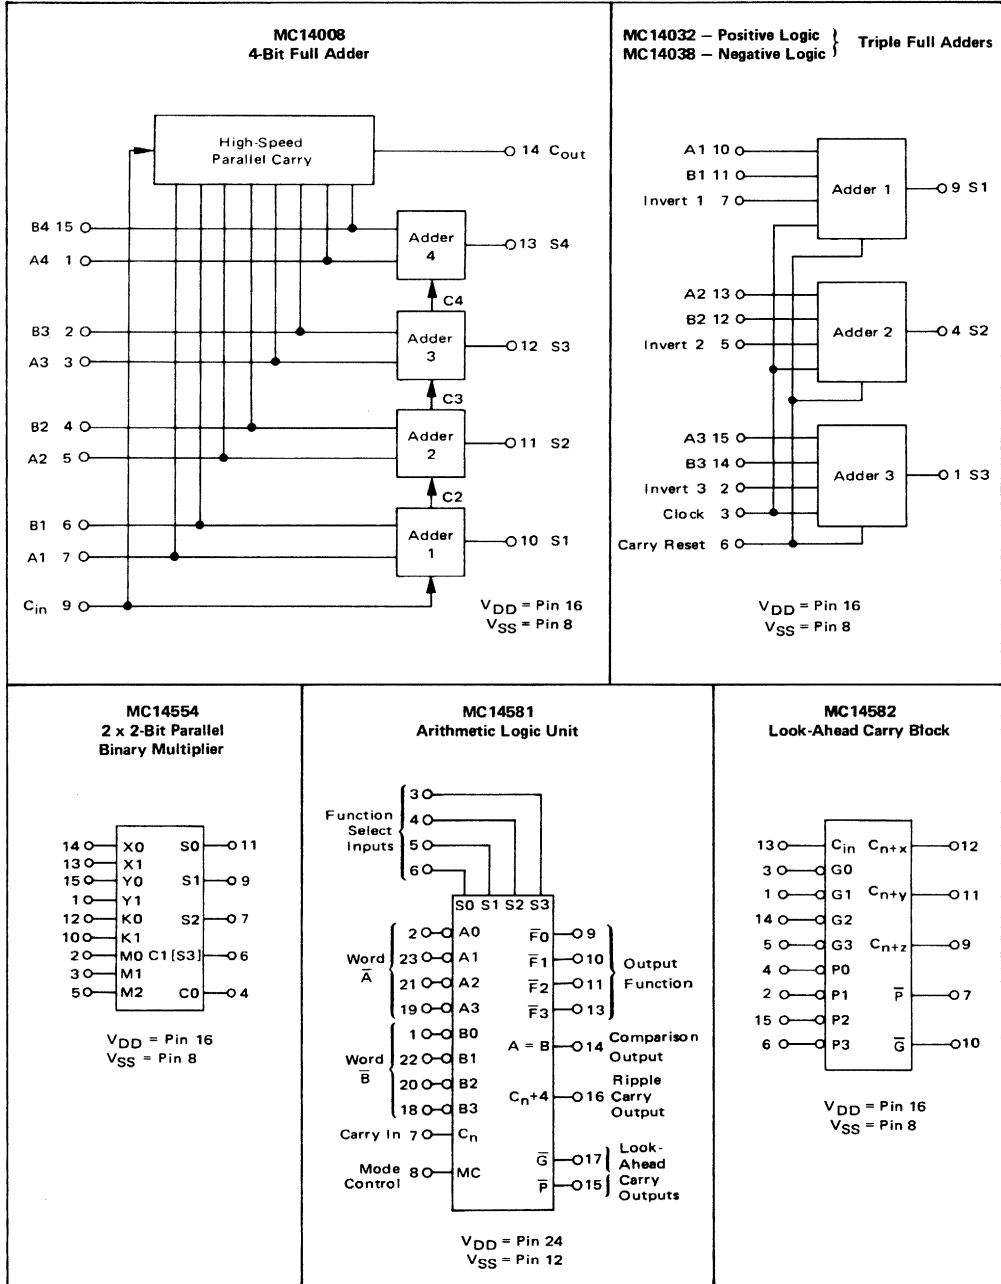 MC14008
4-Bit Full Adder
High-Speed
Parallel Carry
14 Cout
B4 15
A4 1
Adder
4
13 S4
C4
B3 2
A3 3
Adder
3
12 S3
C3
B2 4
A2 5
Adder
2
11 S2
C2
B1 6
A1 7
Adder
1
10 S1
Cin 9
VDD = Pin 16
VSS = Pin 8
MC14032 – Positive Logic
MC14038 – Negative Logic
Triple Full Adders
A1 10
B1 11
Invert 1 7
Adder 1
9 S1
A2 13
B2 12
Invert 2 5
Adder 2
4 S2
A3 15
B3 14
Invert 3 2
Clock 3
Carry Reset 6
Adder 3
1 S3
VDD = Pin 16
VSS = Pin 8
MC14554
2 x 2-Bit Parallel
Binary Multiplier
14 X0 S0 11
13 X1
15 Y0 S1 9
1 Y1
12 K0 S2 7
10 K1
2 M0 C1 [S3] 6
3 M1
5 M2 C0 4
VDD = Pin 16
VSS = Pin 8
MC14581
Arithmetic Logic Unit
Function
Select
Inputs
3
4
5
6
S0 S1 S2 S3
Word
A̅
2 A0
23 A1
21 A2
19 A3
Word
B̅
1 B0
22 B1
20 B2
18 B3
Carry In 7 Cn
Mode
Control
8 MC
F̅0 9
F̅1 10
F̅2 11
F̅3 13
Output
Function
A = B 14
Comparison
Output
Cn+4 16
Ripple
Carry
Output
G̅ 17
P̅ 15
Look-
Ahead
Carry
Outputs
VDD = Pin 24
VSS = Pin 12
MC14582
Look-Ahead Carry Block
13 Cin Cn+x 12
3 G0
1 G1 Cn+y 11
14 G2
5 G3 Cn+z 9
4 P0
2 P1 P̅ 7
15 P2
6 P3 G̅ 10
VDD = Pin 16
VSS = Pin 8